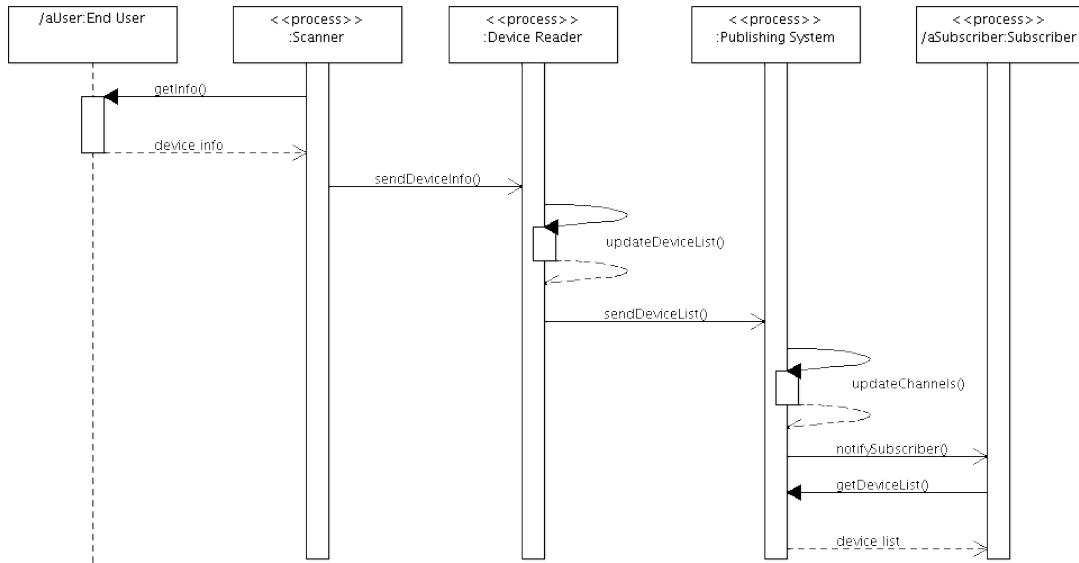 /aUser:End User
<<process>>
:Scanner
<<process>>
:Device Reader
<<process>>
:Publishing System
<<process>>
/aSubscriber:Subscriber
getInfo()
device info
sendDeviceInfo()
updateDeviceList()
sendDeviceList()
updateChannels()
notifySubscriber()
getDeviceList()
device list